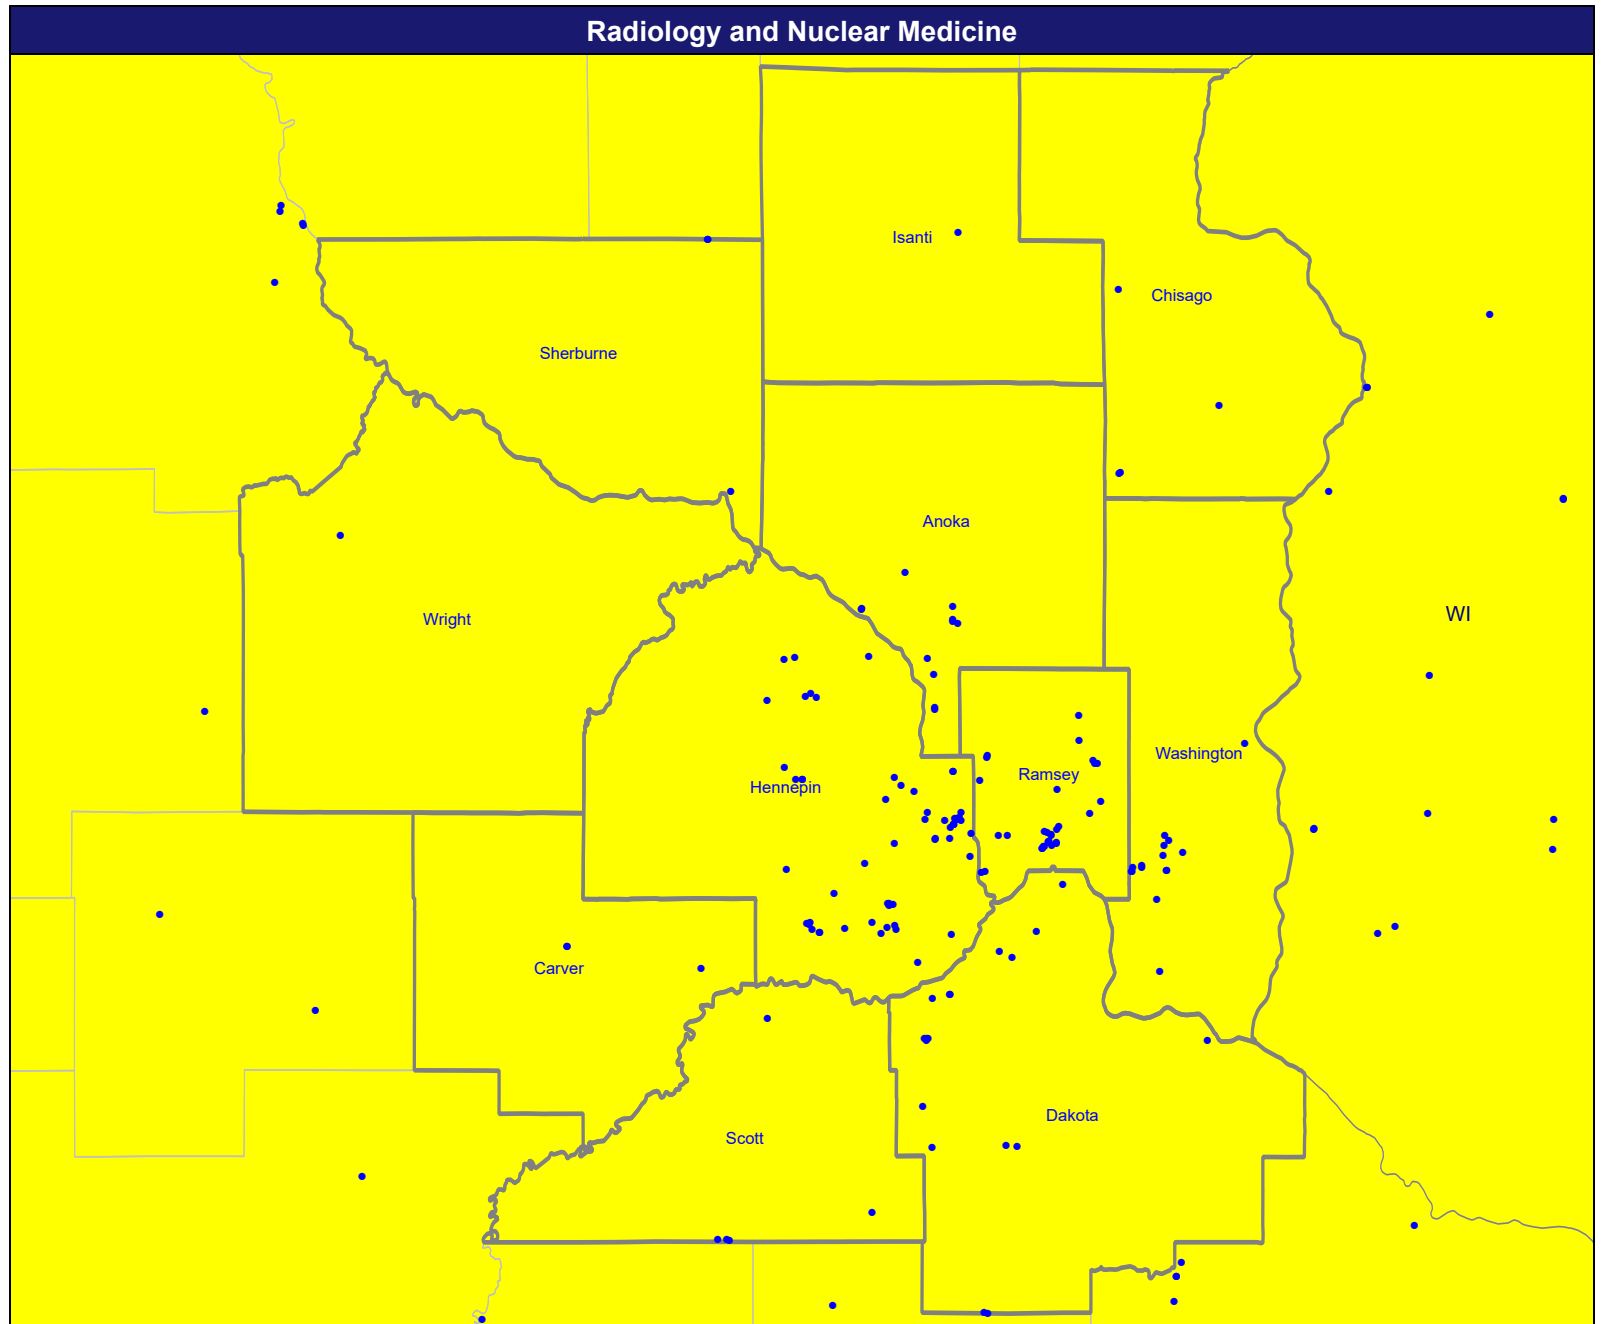 Radiology and Nuclear Medicine
Isanti
Chisago
Sherburne
Anoka
WI
Wright
Washington
Ramsey
Hennepin
Carver
Dakota
Scott